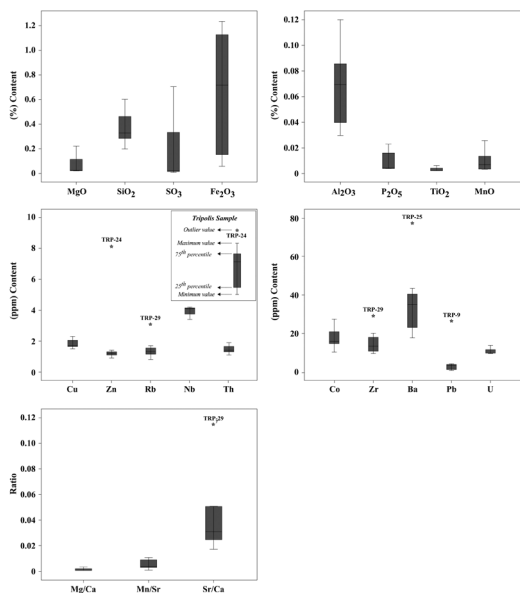 (%) Content
1.2
1.0
0.8
0.6
0.4
0.2
0
MgO SiO₂ SO₃ Fe₂O₃
(%) Content
0.12
0.10
0.08
0.06
0.04
0.02
0
Al₂O₃ P₂O₅ TiO₂ MnO
(ppm) Content
10
8
6
4
2
0
TRP-24
TRP-29
Tripolis Sample
Outlier value
TRP-24
Maximum value
75th percentile
25th percentile
Minimum value
Cu Zn Rb Nb Th
(ppm) Content
80
60
40
20
0
TRP-25
TRP-29
TRP-9
Co Zr Ba Pb U
Ratio
0.12
0.10
0.08
0.06
0.04
0.02
0
TRP-29
Mg/Ca Mn/Sr Sr/Ca